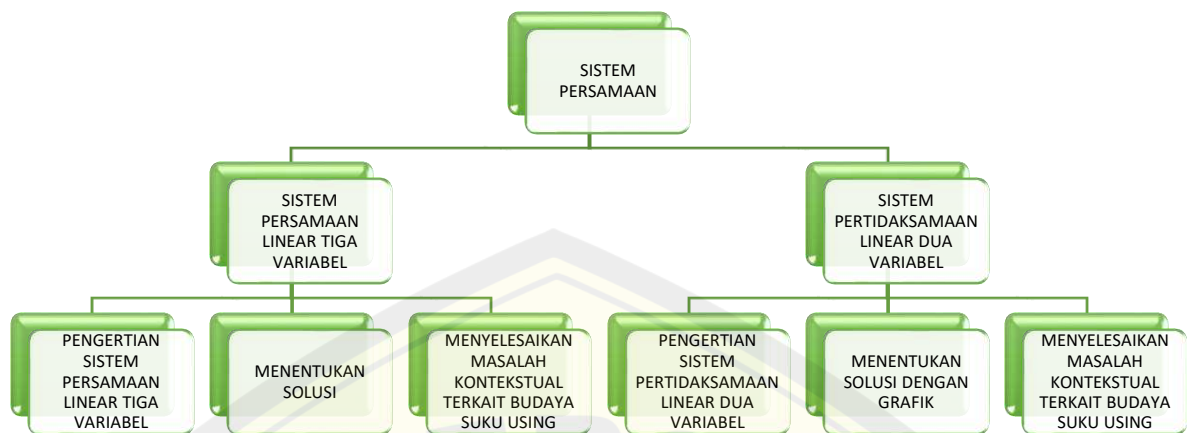 SISTEM
PERSAMAAN
SISTEM
PERSAMAAN
LINEAR TIGA
VARIABEL
SISTEM
PERTIDAKSAMAAN
LINEAR DUA
VARIABEL
PENGERTIAN
SISTEM
PERSAMAAN
LINEAR TIGA
VARIABEL
MENENTUKAN
SOLUSI
MENYELESAIKAN
MASALAH
KONTEKSTUAL
TERKAIT BUDAYA
SUKU USING
PENGERTIAN
SISTEM
PERTIDAKSAMAAN
LINEAR DUA
VARIABEL
MENENTUKAN
SOLUSI DENGAN
GRAFIK
MENYELESAIKAN
MASALAH
KONTEKSTUAL
TERKAIT BUDAYA
SUKU USING